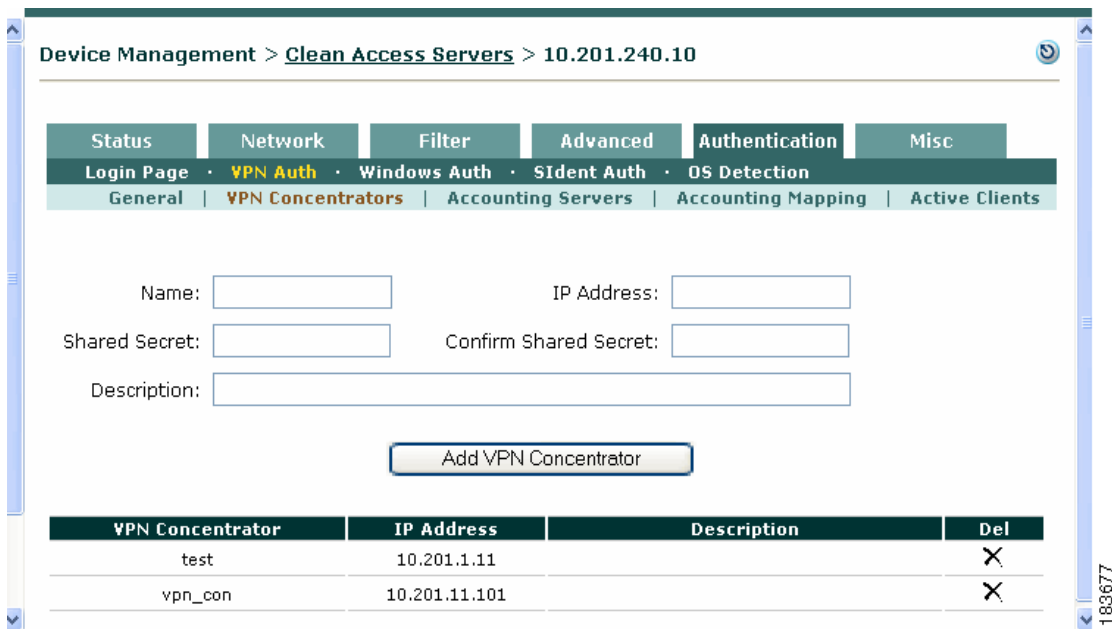 Device Management > Clean Access Servers > 10.201.240.10
Status Network Filter Advanced Authentication Misc
Login Page · VPN Auth · Windows Auth · SIdent Auth · OS Detection
General | VPN Concentrators | Accounting Servers | Accounting Mapping | Active Clients
Name: IP Address:
Shared Secret: Confirm Shared Secret:
Description:
Add VPN Concentrator
VPN Concentrator IP Address Description Del
test 10.201.1.11
vpn_con 10.201.11.101
183677